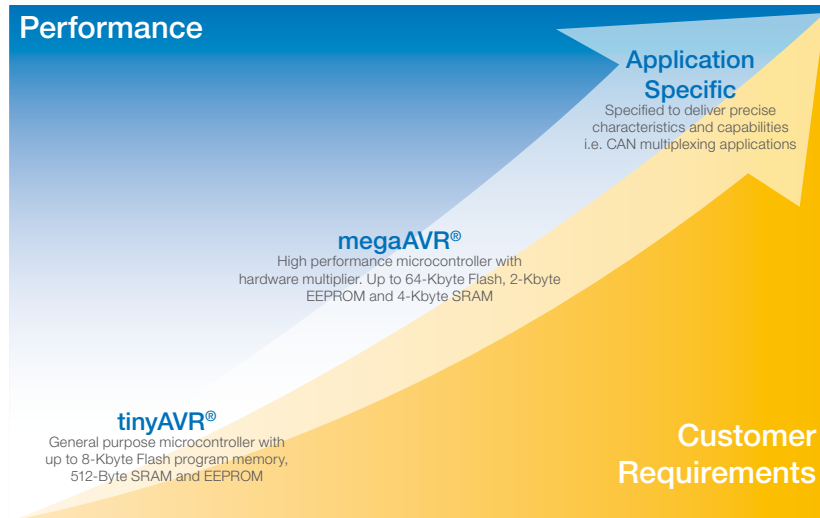 Performance
Application
Specific
Specified to deliver precise
characteristics and capabilities
i.e. CAN multiplexing applications
megaAVR®
High performance microcontroller with
hardware multiplier. Up to 64-Kbyte Flash, 2-Kbyte
EEPROM and 4-Kbyte SRAM
tinyAVR®
General purpose microcontroller with
up to 8-Kbyte Flash program memory,
512-Byte SRAM and EEPROM
Customer
Requirements